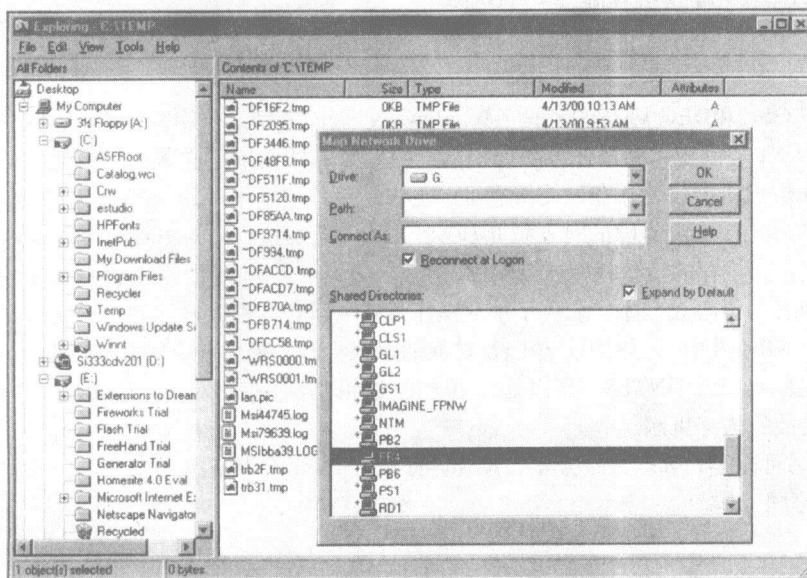 Exploring - C:\TEMP
File Edit View Tools Help
All Folders
Contents of 'C:\TEMP'
Name Size Type Modified Attributes
Desktop
My Computer
3½ Floppy (A:)
(C:)
ASFRoot
Catalog.wci
Crw
estudio
HPFonts
InetPub
My Download Files
Program Files
Recycler
Temp
Windows Update S
Winnt
Si333cdv201 (D:)
(E:)
Extensions to Dream
Fireworks Trial
Flash Trial
FreeHand Trial
Generator Trial
Homesite 4.0 Eval
Microsoft Internet E
Netscape Navigator
Recycled
~DF16F2.tmp 0KB TMP File 4/13/00 10:13 AM A
~DF2095.tmp 0KB TMP File 4/13/00 9:53 AM A
~DF3446.tmp
~DF48F8.tmp
~DF511F.tmp
~DF5120.tmp
~DF85AA.tmp
~DF9714.tmp
~DF994.tmp
~DFACCD.tmp
~DFACD7.tmp
~DFB70A.tmp
~DFB714.tmp
~DFCC58.tmp
~WRS0000.tm
~WRS0001.tm
lan.pic
Msi44745.log
Msi79639.log
MSIbba39.LOG
trb2F.tmp
trb31.tmp
Map Network Drive
Drive: G:
Path:
Connect As:
Reconnect at Logon
OK
Cancel
Help
Shared Directories:
Expand by Default
CLP1
CLS1
GL1
GL2
GS1
IMAGINE_FPNW
NTM
PB2
PB4
PB6
PS1
RD1
1 object(s) selected
0 bytes